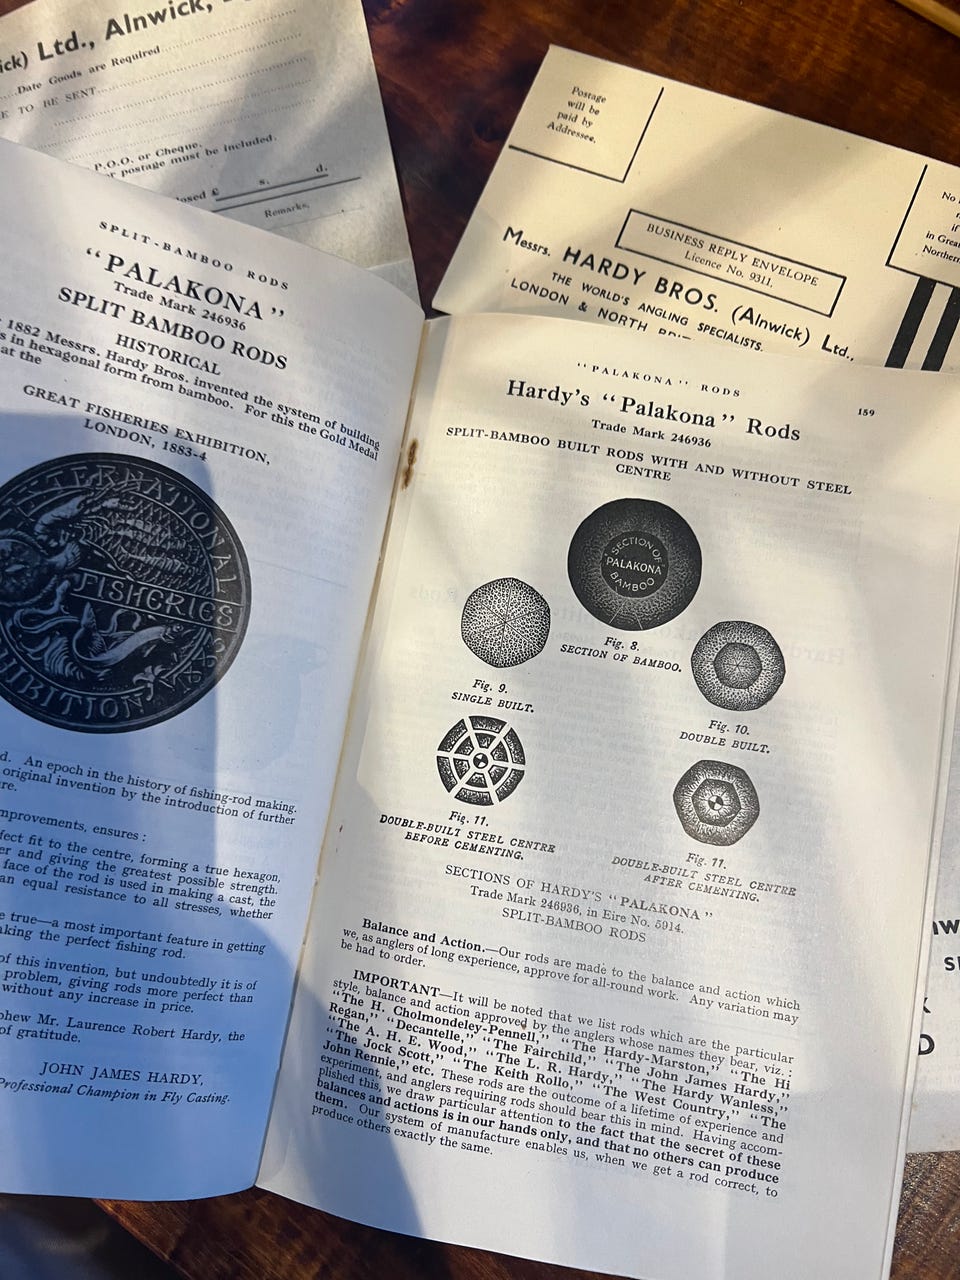 ck) Ltd., Alnwick,
Date Goods are Required
E TO BE SENT
P.O.O. or Cheque.
r postage must be included.
losed £ s. d.
Remarks.
Postage
will be
paid by
Addressee.
No
in Great
Northern
BUSINESS REPLY ENVELOPE
Licence No. 9311.
Messrs. HARDY BROS. (Alnwick) Ltd.,
THE WORLD'S ANGLING SPECIALISTS.
LONDON & NORTH
SPLIT-BAMBOO RODS
"PALAKONA"
Trade Mark 246936
SPLIT BAMBOO RODS
HISTORICAL
1882 Messrs. Hardy Bros. invented the system of building
s in hexagonal form from bamboo. For this the Gold Medal
at the
GREAT FISHERIES EXHIBITION,
LONDON, 1883-4
INTERNATIONAL
FISHERIES
EXHIBITION
d. An epoch in the history of fishing-rod making.
original invention by the introduction of further
re.
mprovements, ensures :
fect fit to the centre, forming a true hexagon,
er and giving the greatest possible strength.
face of the rod is used in making a cast, the
an equal resistance to all stresses, whether
e true—a most important feature in getting
aking the perfect fishing rod.
of this invention, but undoubtedly it is of
problem, giving rods more perfect than
without any increase in price.
phew Mr. Laurence Robert Hardy, the
of gratitude.
JOHN JAMES HARDY,
Professional Champion in Fly Casting.
"PALAKONA" RODS
159
Hardy's "Palakona" Rods
Trade Mark 246936
SPLIT-BAMBOO BUILT RODS WITH AND WITHOUT STEEL
CENTRE
SECTION OF
PALAKONA
BAMBOO
Fig. 8.
SECTION OF BAMBOO.
Fig. 9.
SINGLE BUILT.
Fig. 10.
DOUBLE BUILT.
Fig. 11.
DOUBLE-BUILT STEEL CENTRE
BEFORE CEMENTING.
Fig. 11.
DOUBLE-BUILT STEEL CENTRE
AFTER CEMENTING.
SECTIONS OF HARDY'S "PALAKONA"
Trade Mark 246936, in Eire No. 5914.
SPLIT-BAMBOO RODS
Balance and Action.—Our rods are made to the balance and action which
we, as anglers of long experience, approve for all-round work. Any variation may
be had to order.
IMPORTANT—It will be noted that we list rods which are the particular
style, balance and action approved by the anglers whose names they bear, viz. :
"The H. Cholmondeley-Pennell," "The Hardy-Marston," "The Hi
Regan," "Decantelle," "The Fairchild," "The John James Hardy,"
"The A. H. E. Wood," "The L. R. Hardy," "The Hardy Wanless,"
"The Jock Scott," "The Keith Rollo," "The West Country," "The
John Rennie," etc. These rods are the outcome of a lifetime of experience and
experiment, and anglers requiring rods should bear this in mind. Having accom-
plished this, we draw particular attention to the fact that the secret of these
balances and actions is in our hands only, and that no others can produce
them. Our system of manufacture enables us, when we get a rod correct, to
produce others exactly the same.